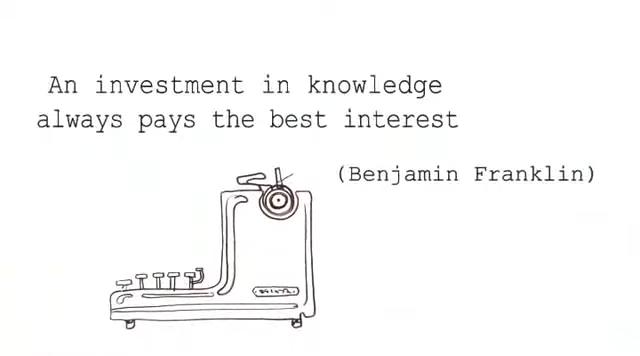 An investment in knowledge
always pays the best interest
(Benjamin Franklin)